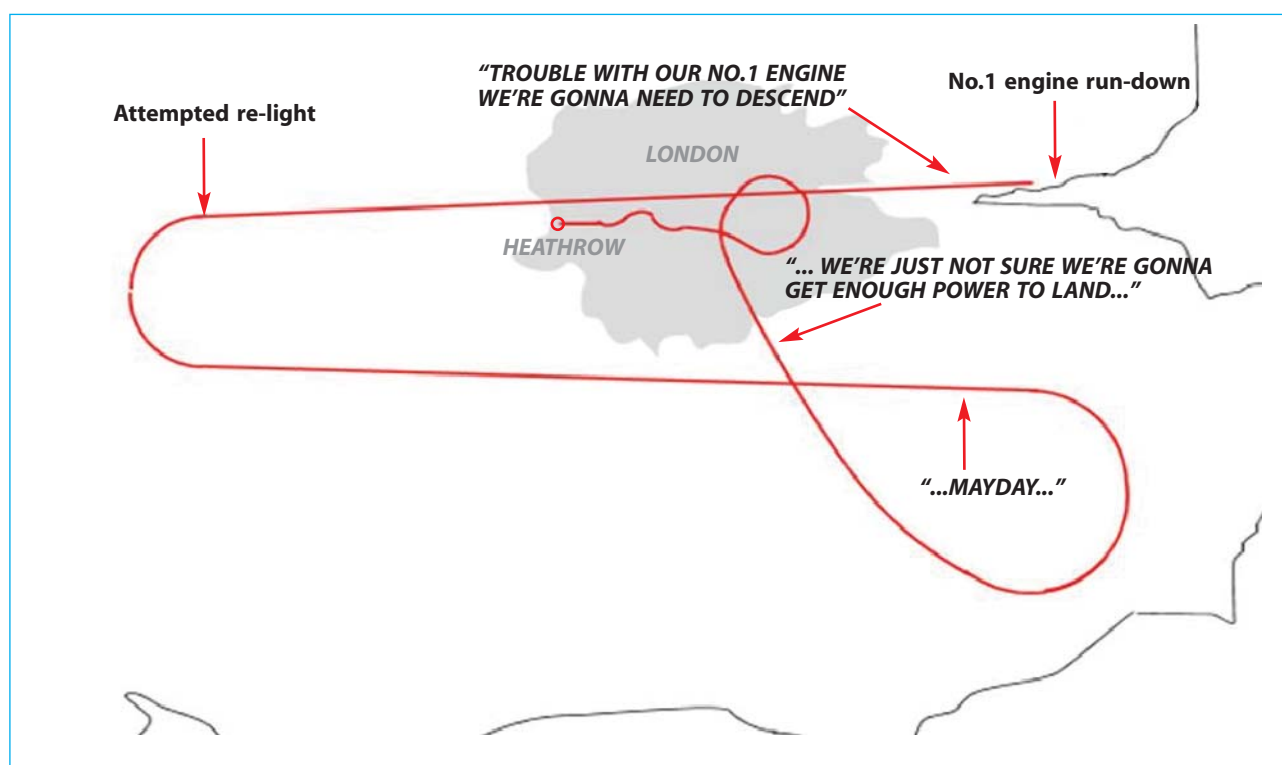 “TROUBLE WITH OUR NO.1 ENGINE
WE’RE GONNA NEED TO DESCEND”
No.1 engine run-down
Attempted re-light
LONDON
HEATHROW
“... WE’RE JUST NOT SURE WE’RE GONNA
GET ENOUGH POWER TO LAND...”
“...MAYDAY...”